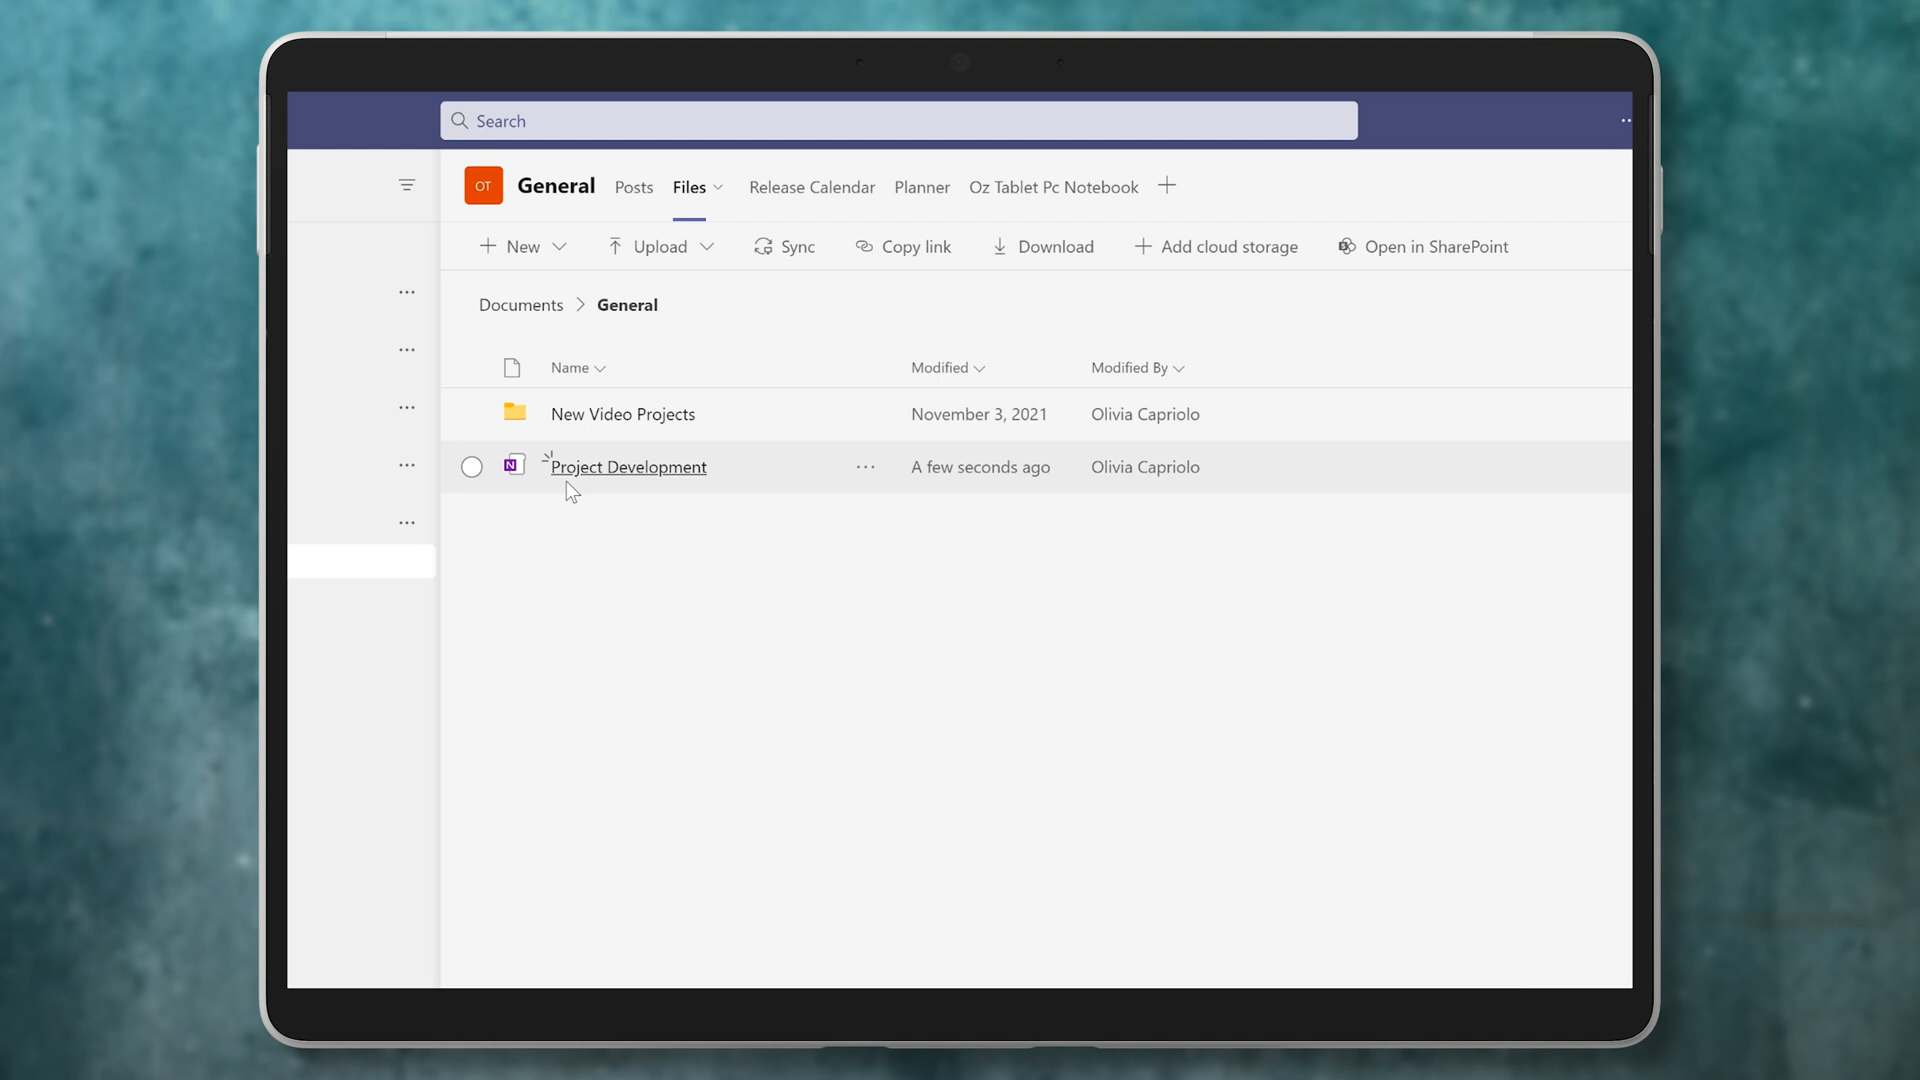 Search
OT General Posts Files Release Calendar Planner Oz Tablet Pc Notebook
New Upload Sync Copy link Download Add cloud storage Open in SharePoint
Documents > General
Name Modified Modified By
New Video Projects November 3, 2021 Olivia Capriolo
N Project Development ... A few seconds ago Olivia Capriolo